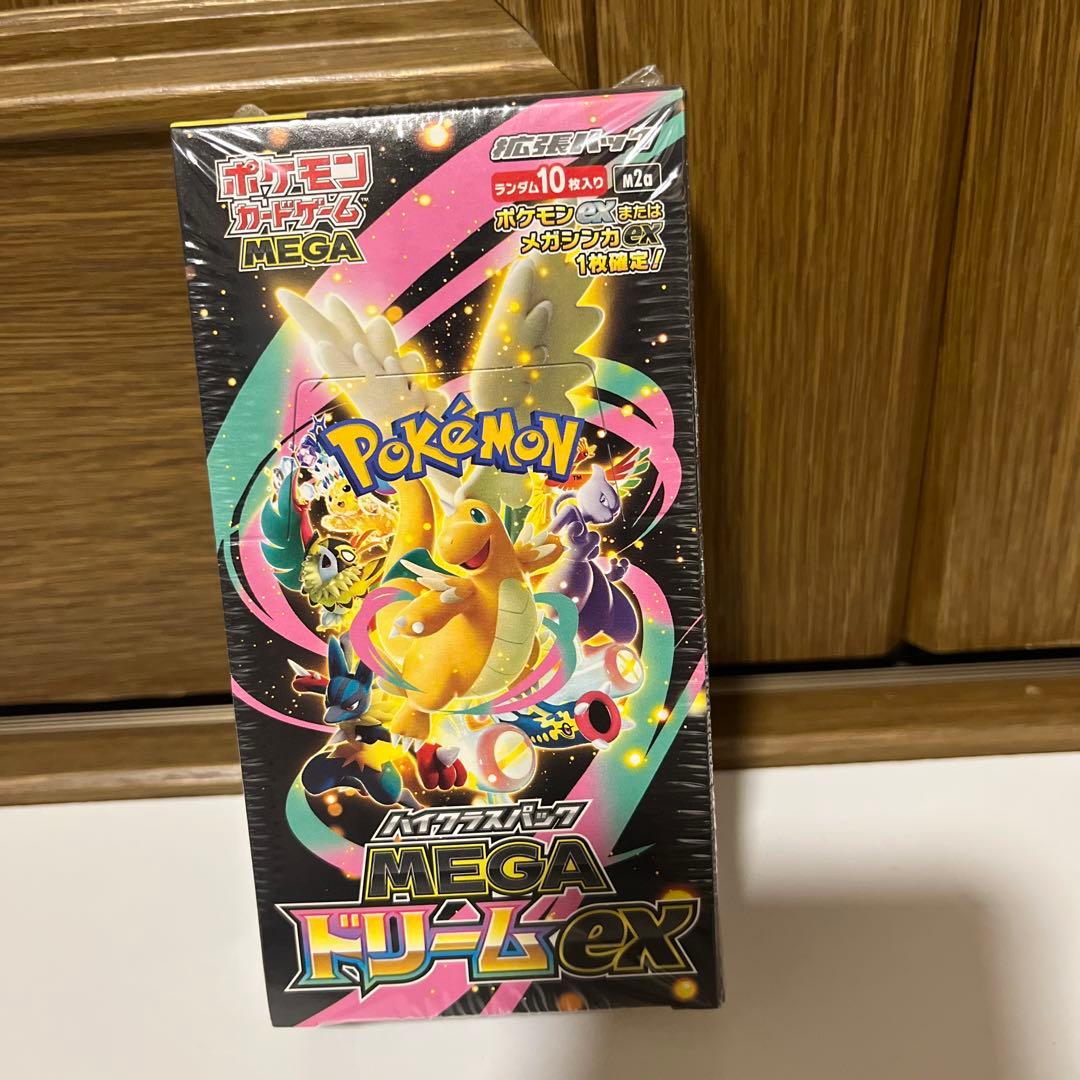 ポケモン
カードゲーム™
MEGA
拡張パック
ランダム10枚入り M2a
ポケモンexまたは
メガシンカex
1枚確定!
POKéMON™
ハイクラスパック
MEGA
ドリームex